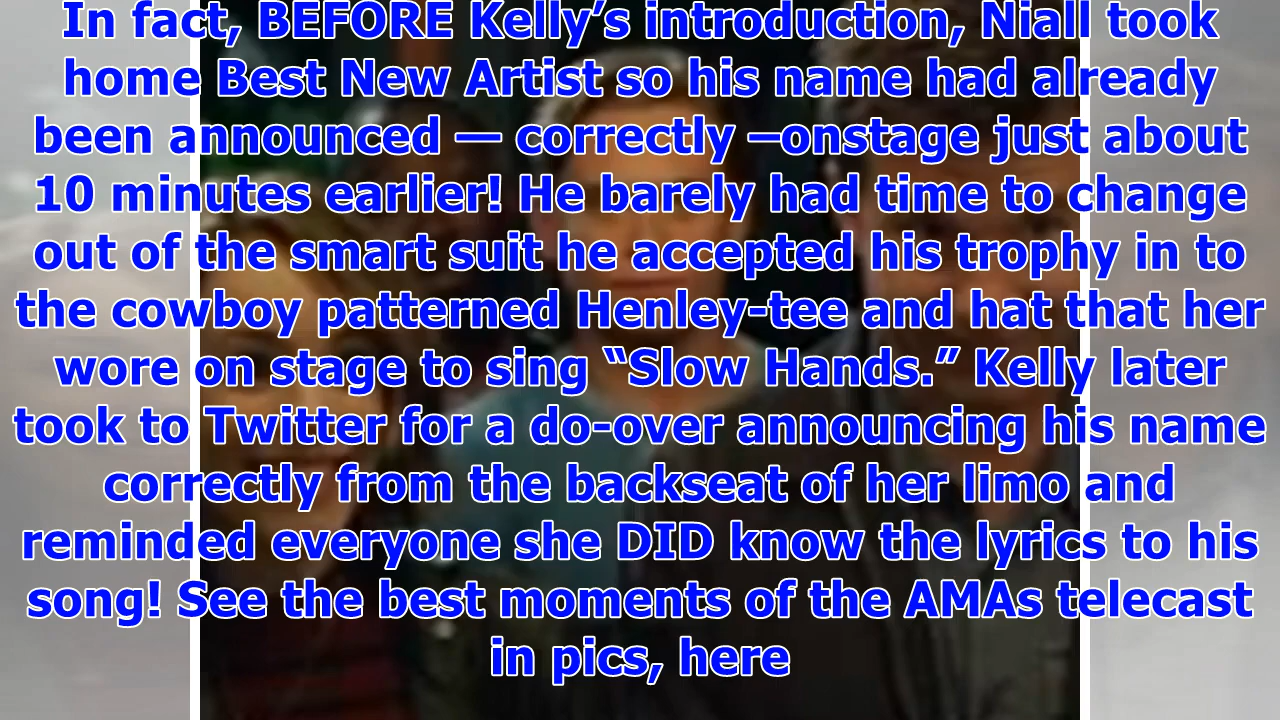 In fact, BEFORE Kelly’s introduction, Niall took
home Best New Artist so his name had already
been announced — correctly –onstage just about
10 minutes earlier! He barely had time to change
out of the smart suit he accepted his trophy in to
the cowboy patterned Henley-tee and hat that her
wore on stage to sing “Slow Hands.” Kelly later
took to Twitter for a do-over announcing his name
correctly from the backseat of her limo and
reminded everyone she DID know the lyrics to his
song! See the best moments of the AMAs telecast
in pics, here